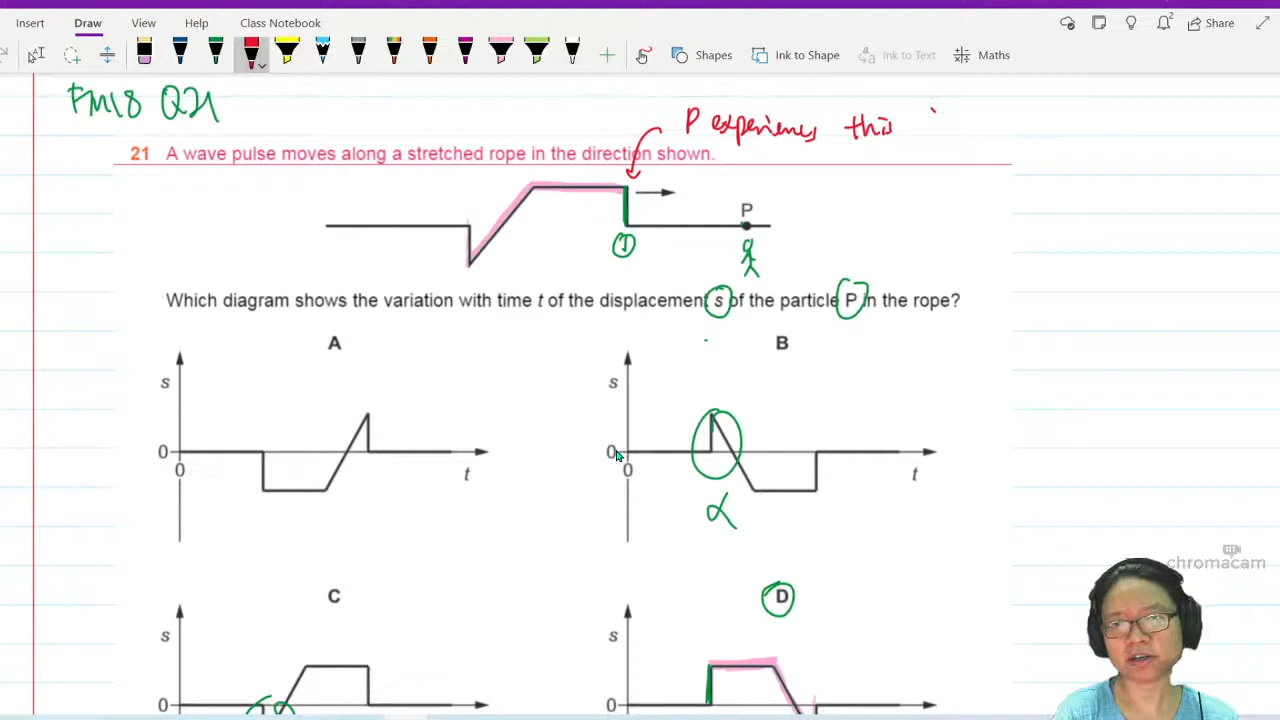 Insert Draw View Help Class Notebook Share
Shapes Ink to Shape Ink to Text Maths
FM18 Q21
P experiences this
21 A wave pulse moves along a stretched rope in the direction shown.
P
1
Which diagram shows the variation with time t of the displacement s of the particle P in the rope?
A B
s s
0 0
0 t 0 t
chromacam
C D
s s
0 0